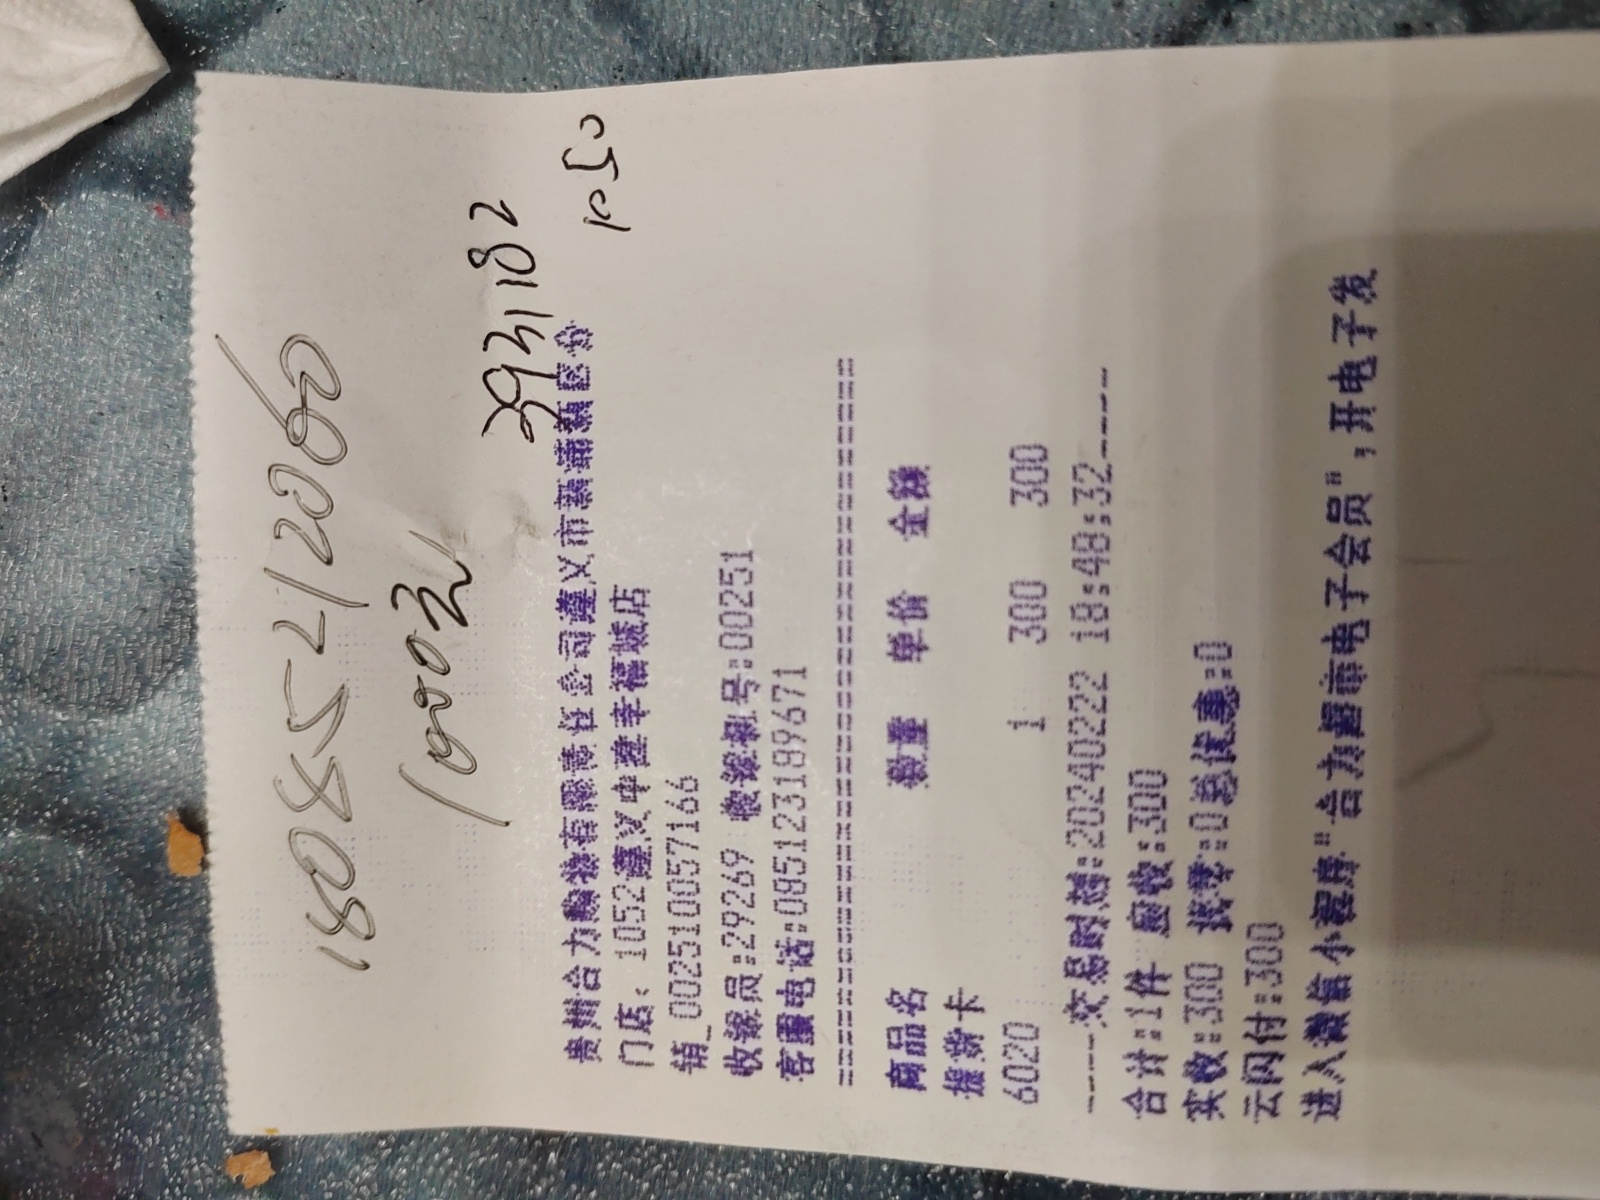 18085212060
1000元
2931182
1050
贵州合力购物有限责任公司遵义市新蒲新区分
门店: 1052遵义中建幸福城店
销_002510057166
收银员:29269 收银机号:00251
客服电话:085123189671
================================
商品名 数量 单价 金额
提货卡
6020 1 300 300
----交易时间:20240222 18:48:32----
合计:1件 应收:300
实收:300 找零:0总优惠:0
云闪付:300
进入微信小程序"合力超市电子会员",开电子发